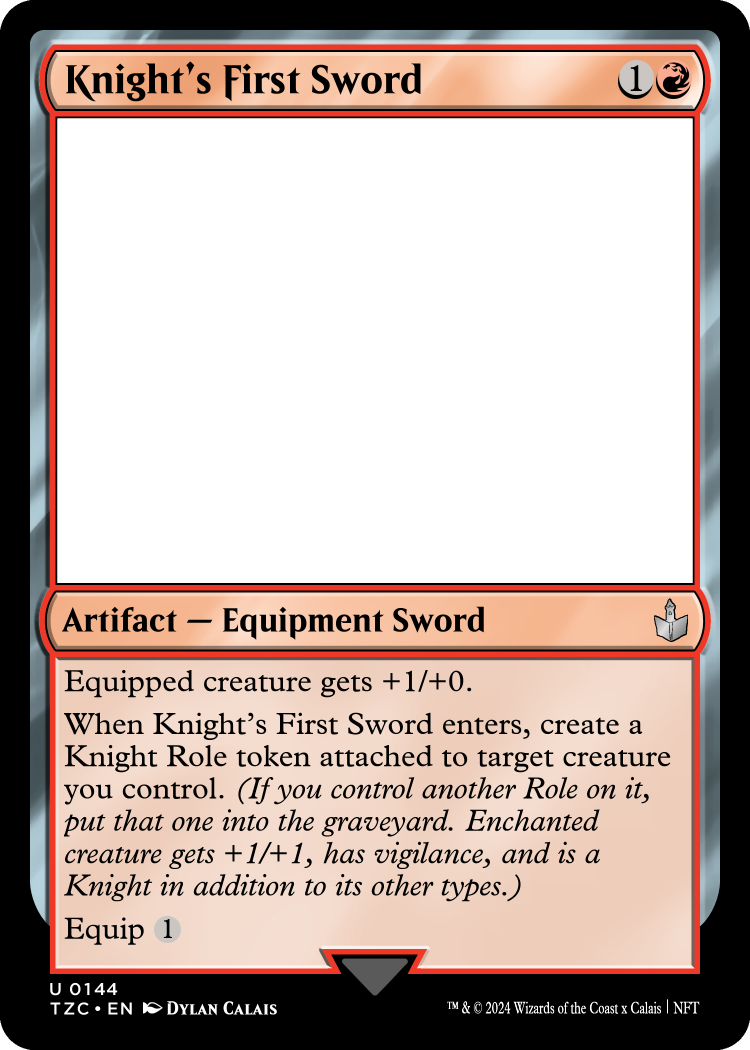 Knight's First Sword 1
Artifact — Equipment Sword
Equipped creature gets +1/+0.
When Knight's First Sword enters, create a
Knight Role token attached to target creature
you control. (If you control another Role on it,
put that one into the graveyard. Enchanted
creature gets +1/+1, has vigilance, and is a
Knight in addition to its other types.)
Equip 1
U 0144
TZC • EN Dylan Calais
™ & © 2024 Wizards of the Coast x Calais | NFT